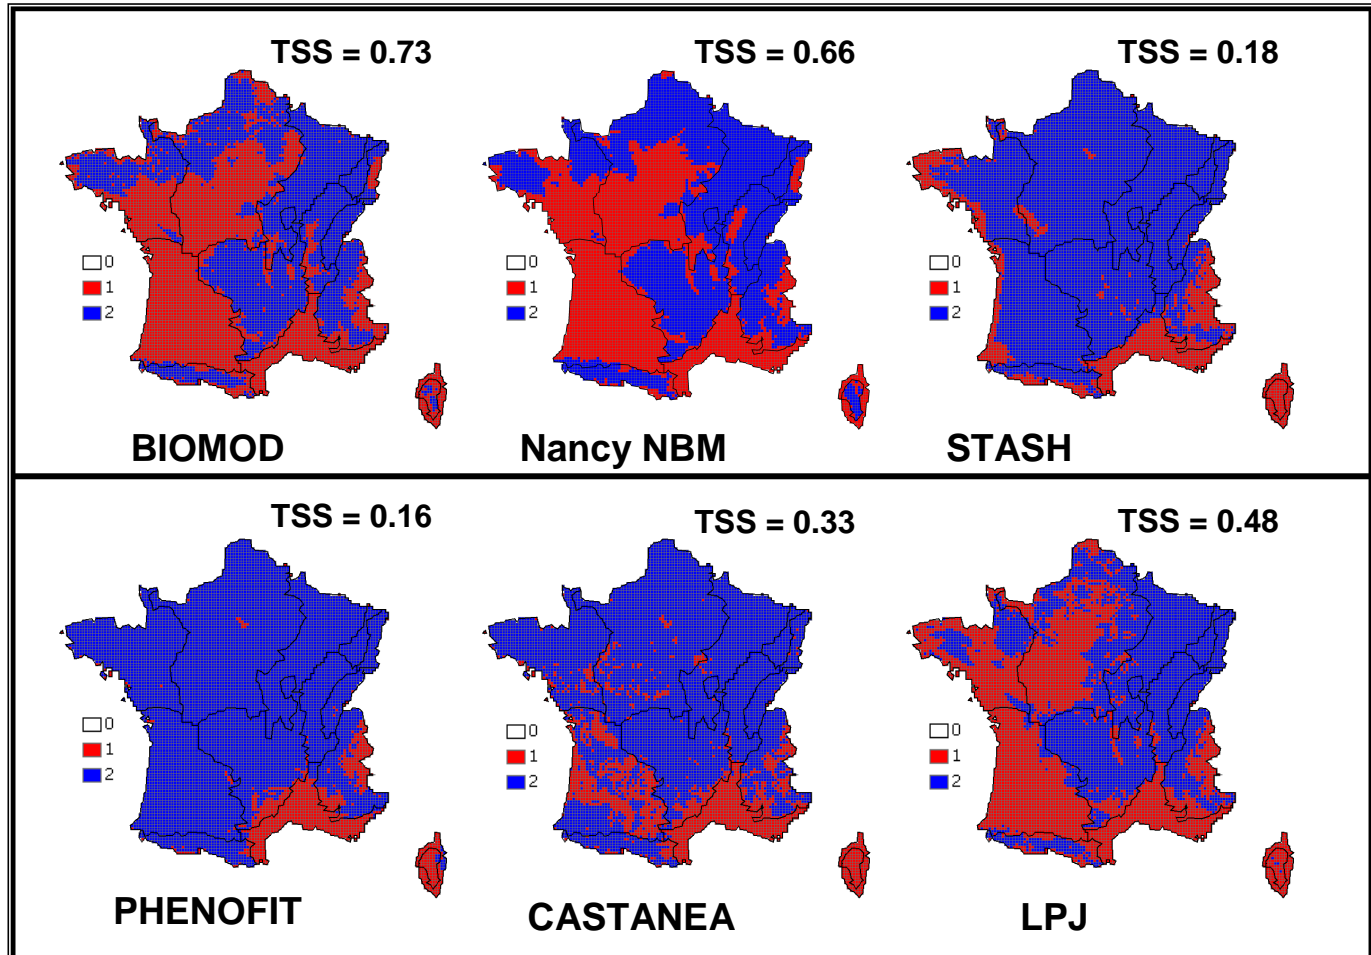 TSS = 0.73
0
1
2
BIOMOD
TSS = 0.66
0
1
2
Nancy NBM
TSS = 0.18
0
1
2
STASH
TSS = 0.16
0
1
2
PHENOFIT
TSS = 0.33
0
1
2
CASTANEA
TSS = 0.48
0
1
2
LPJ